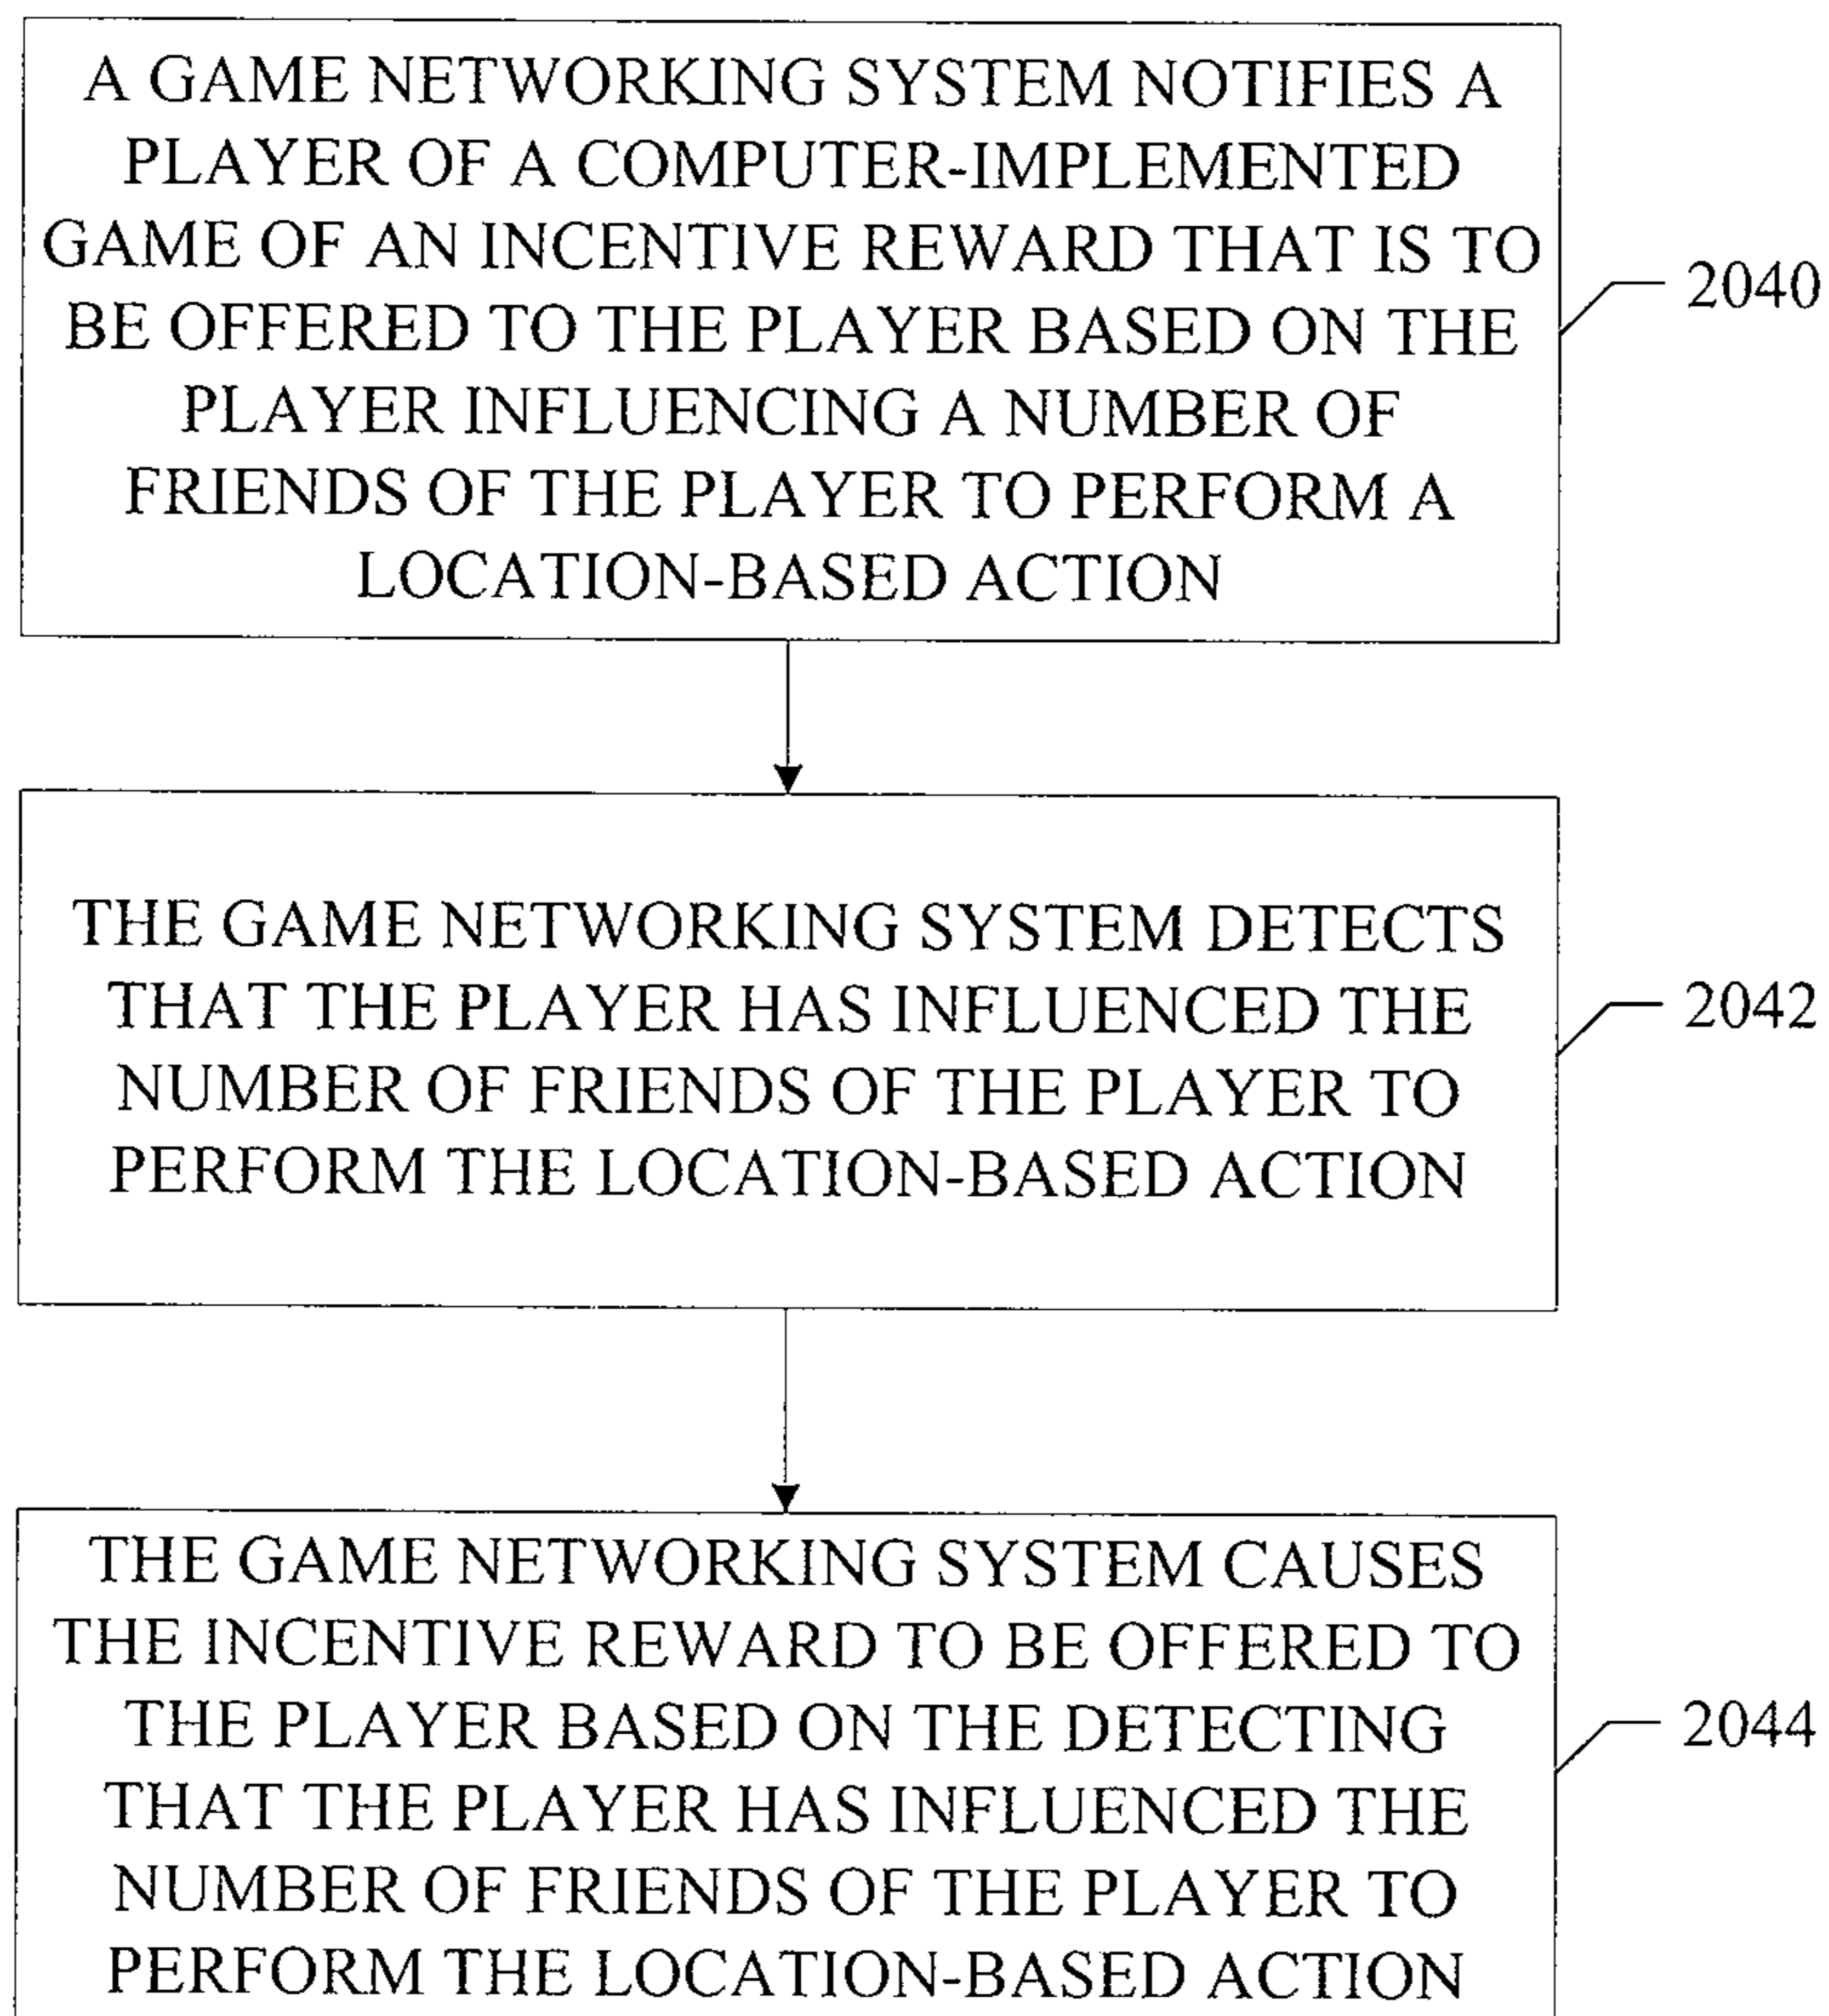 A GAME NETWORKING SYSTEM NOTIFIES A
PLAYER OF A COMPUTER-IMPLEMENTED
GAME OF AN INCENTIVE REWARD THAT IS TO
BE OFFERED TO THE PLAYER BASED ON THE
PLAYER INFLUENCING A NUMBER OF
FRIENDS OF THE PLAYER TO PERFORM A
LOCATION-BASED ACTION
2040
THE GAME NETWORKING SYSTEM DETECTS
THAT THE PLAYER HAS INFLUENCED THE
NUMBER OF FRIENDS OF THE PLAYER TO
PERFORM THE LOCATION-BASED ACTION
2042
THE GAME NETWORKING SYSTEM CAUSES
THE INCENTIVE REWARD TO BE OFFERED TO
THE PLAYER BASED ON THE DETECTING
THAT THE PLAYER HAS INFLUENCED THE
NUMBER OF FRIENDS OF THE PLAYER TO
PERFORM THE LOCATION-BASED ACTION
2044